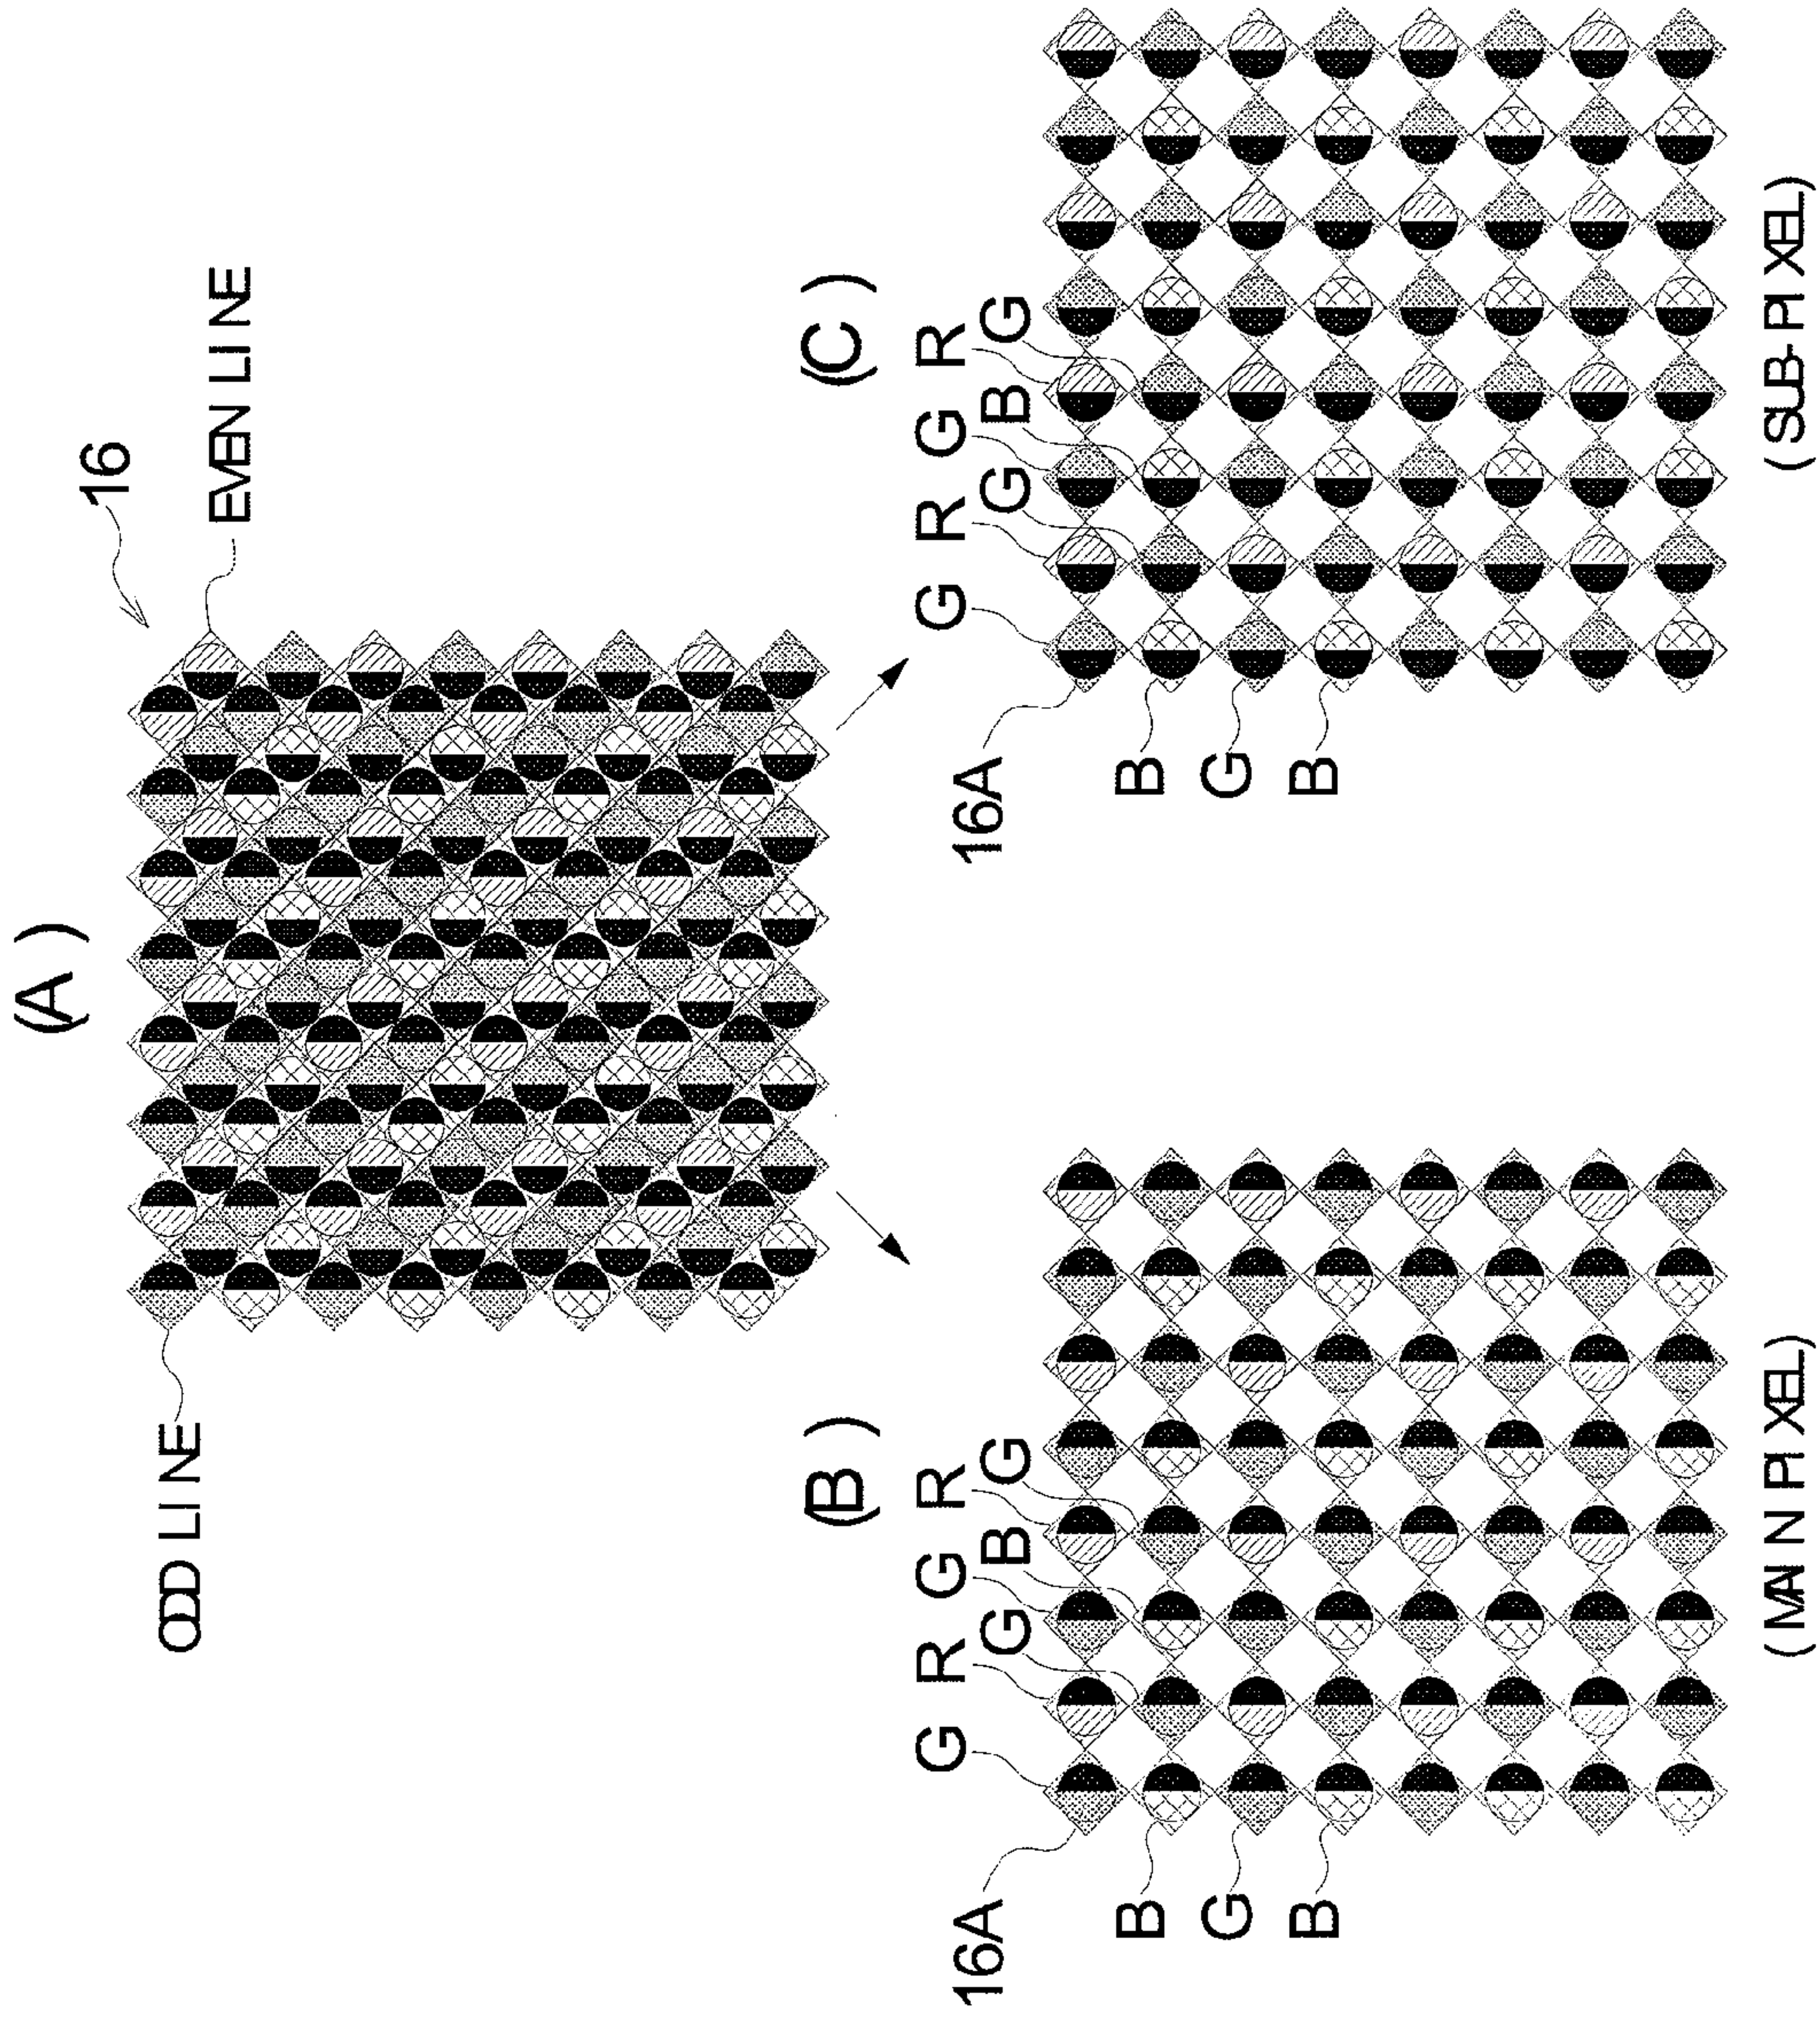 (A)
16
ODD LINE
EVEN LINE
(B)
G R G R
G B G
16A
B
G
B
(MAIN PIXEL)
(C)
G R G R
G B G
16A
B
G
B
(SUB-PIXEL)